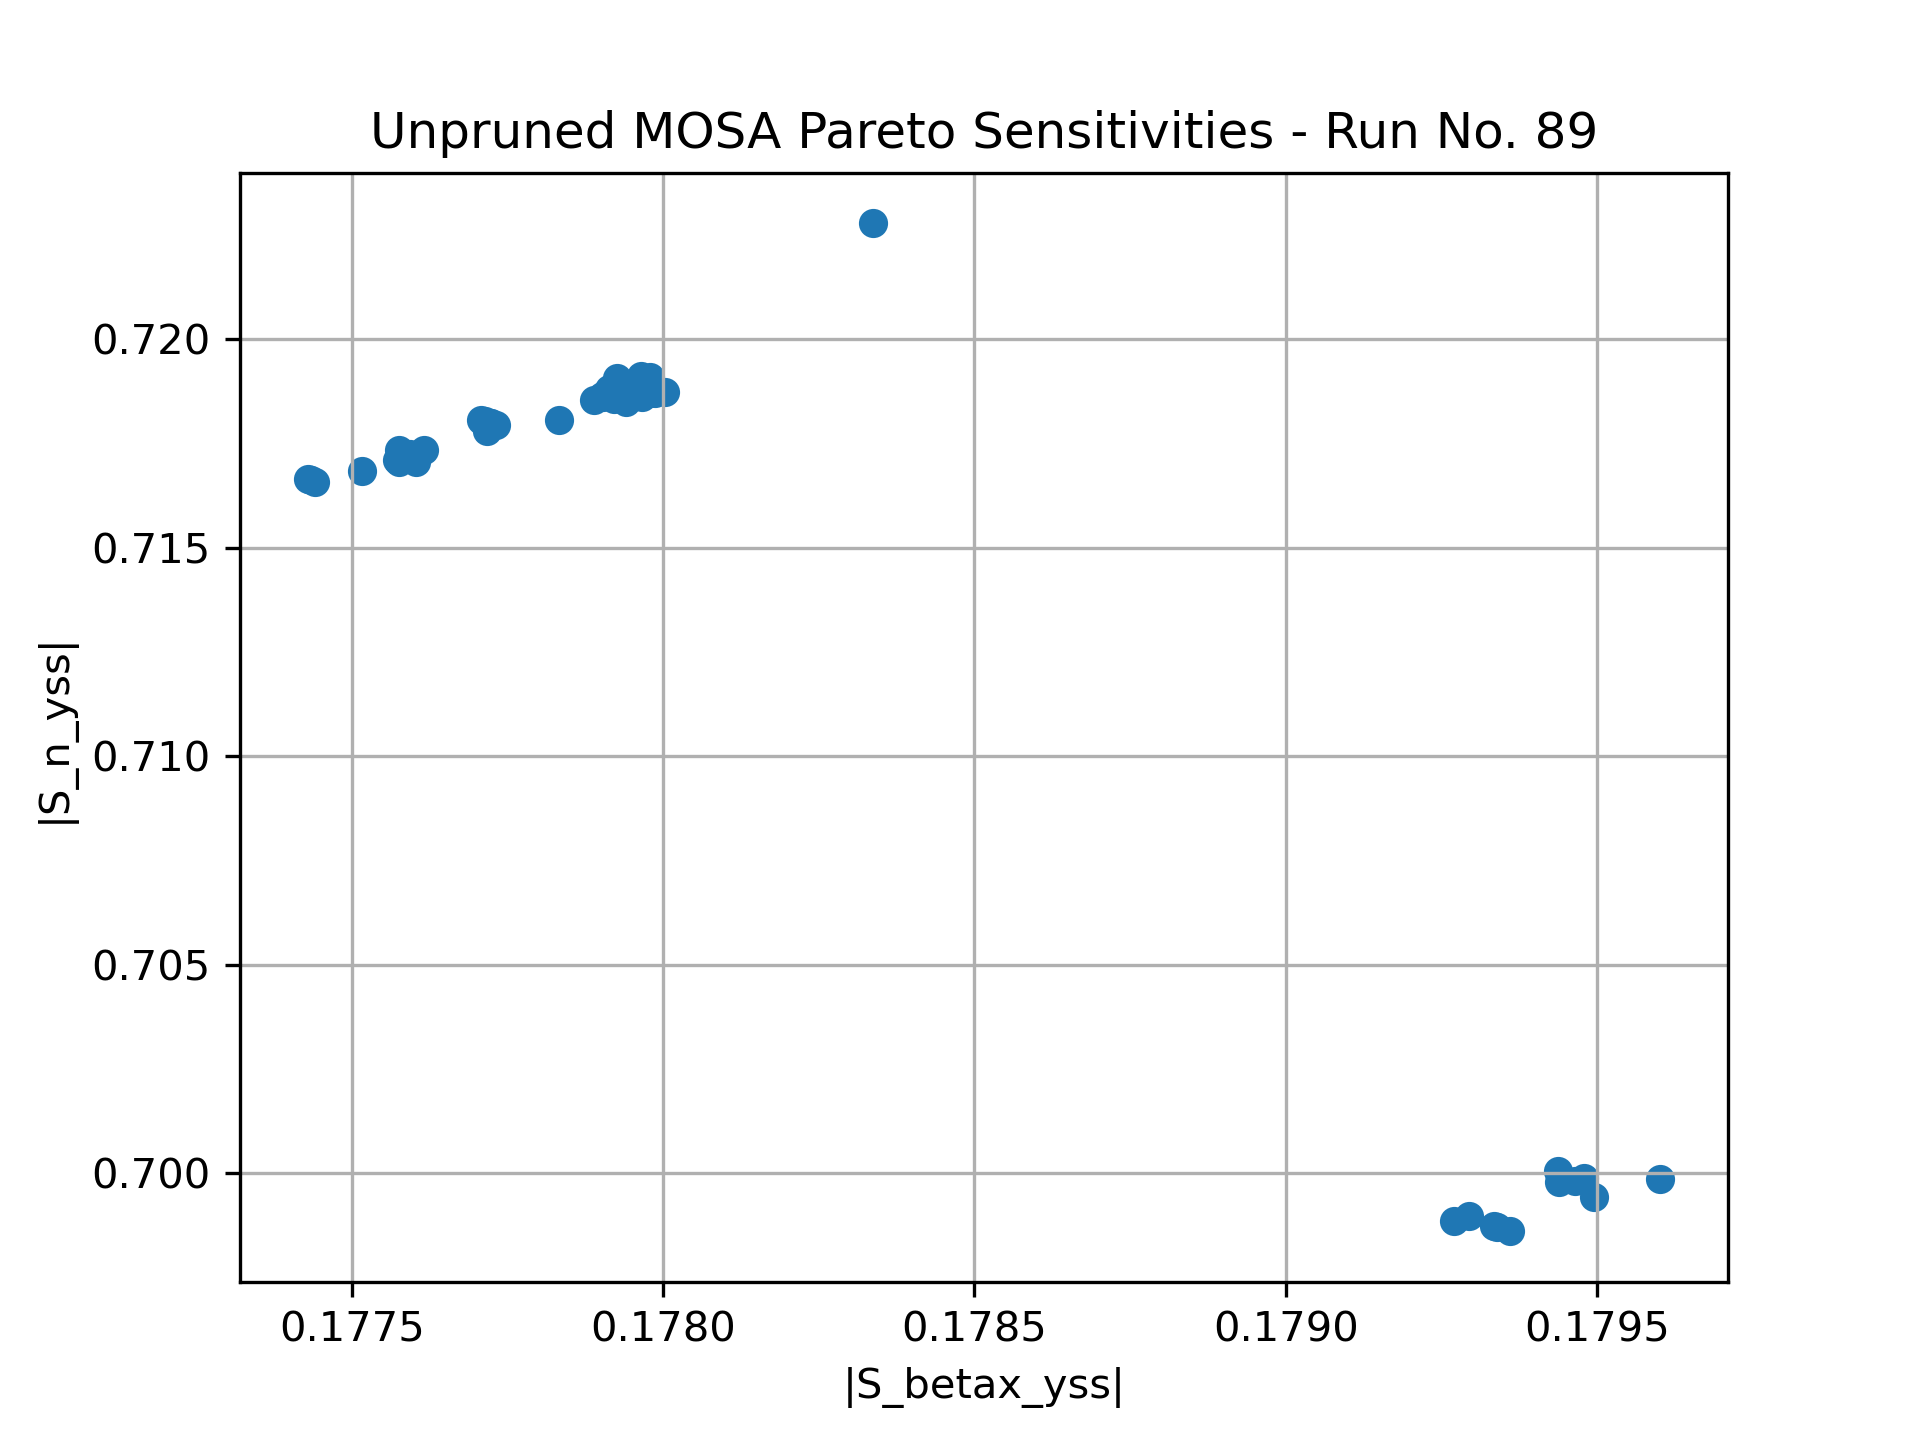 Unpruned MOSA Pareto Sensitivities - Run No. 89
0.720
0.715
0.710
0.705
0.700
|S_n_yss|
0.1775 0.1780 0.1785 0.1790 0.1795
|S_betax_yss|